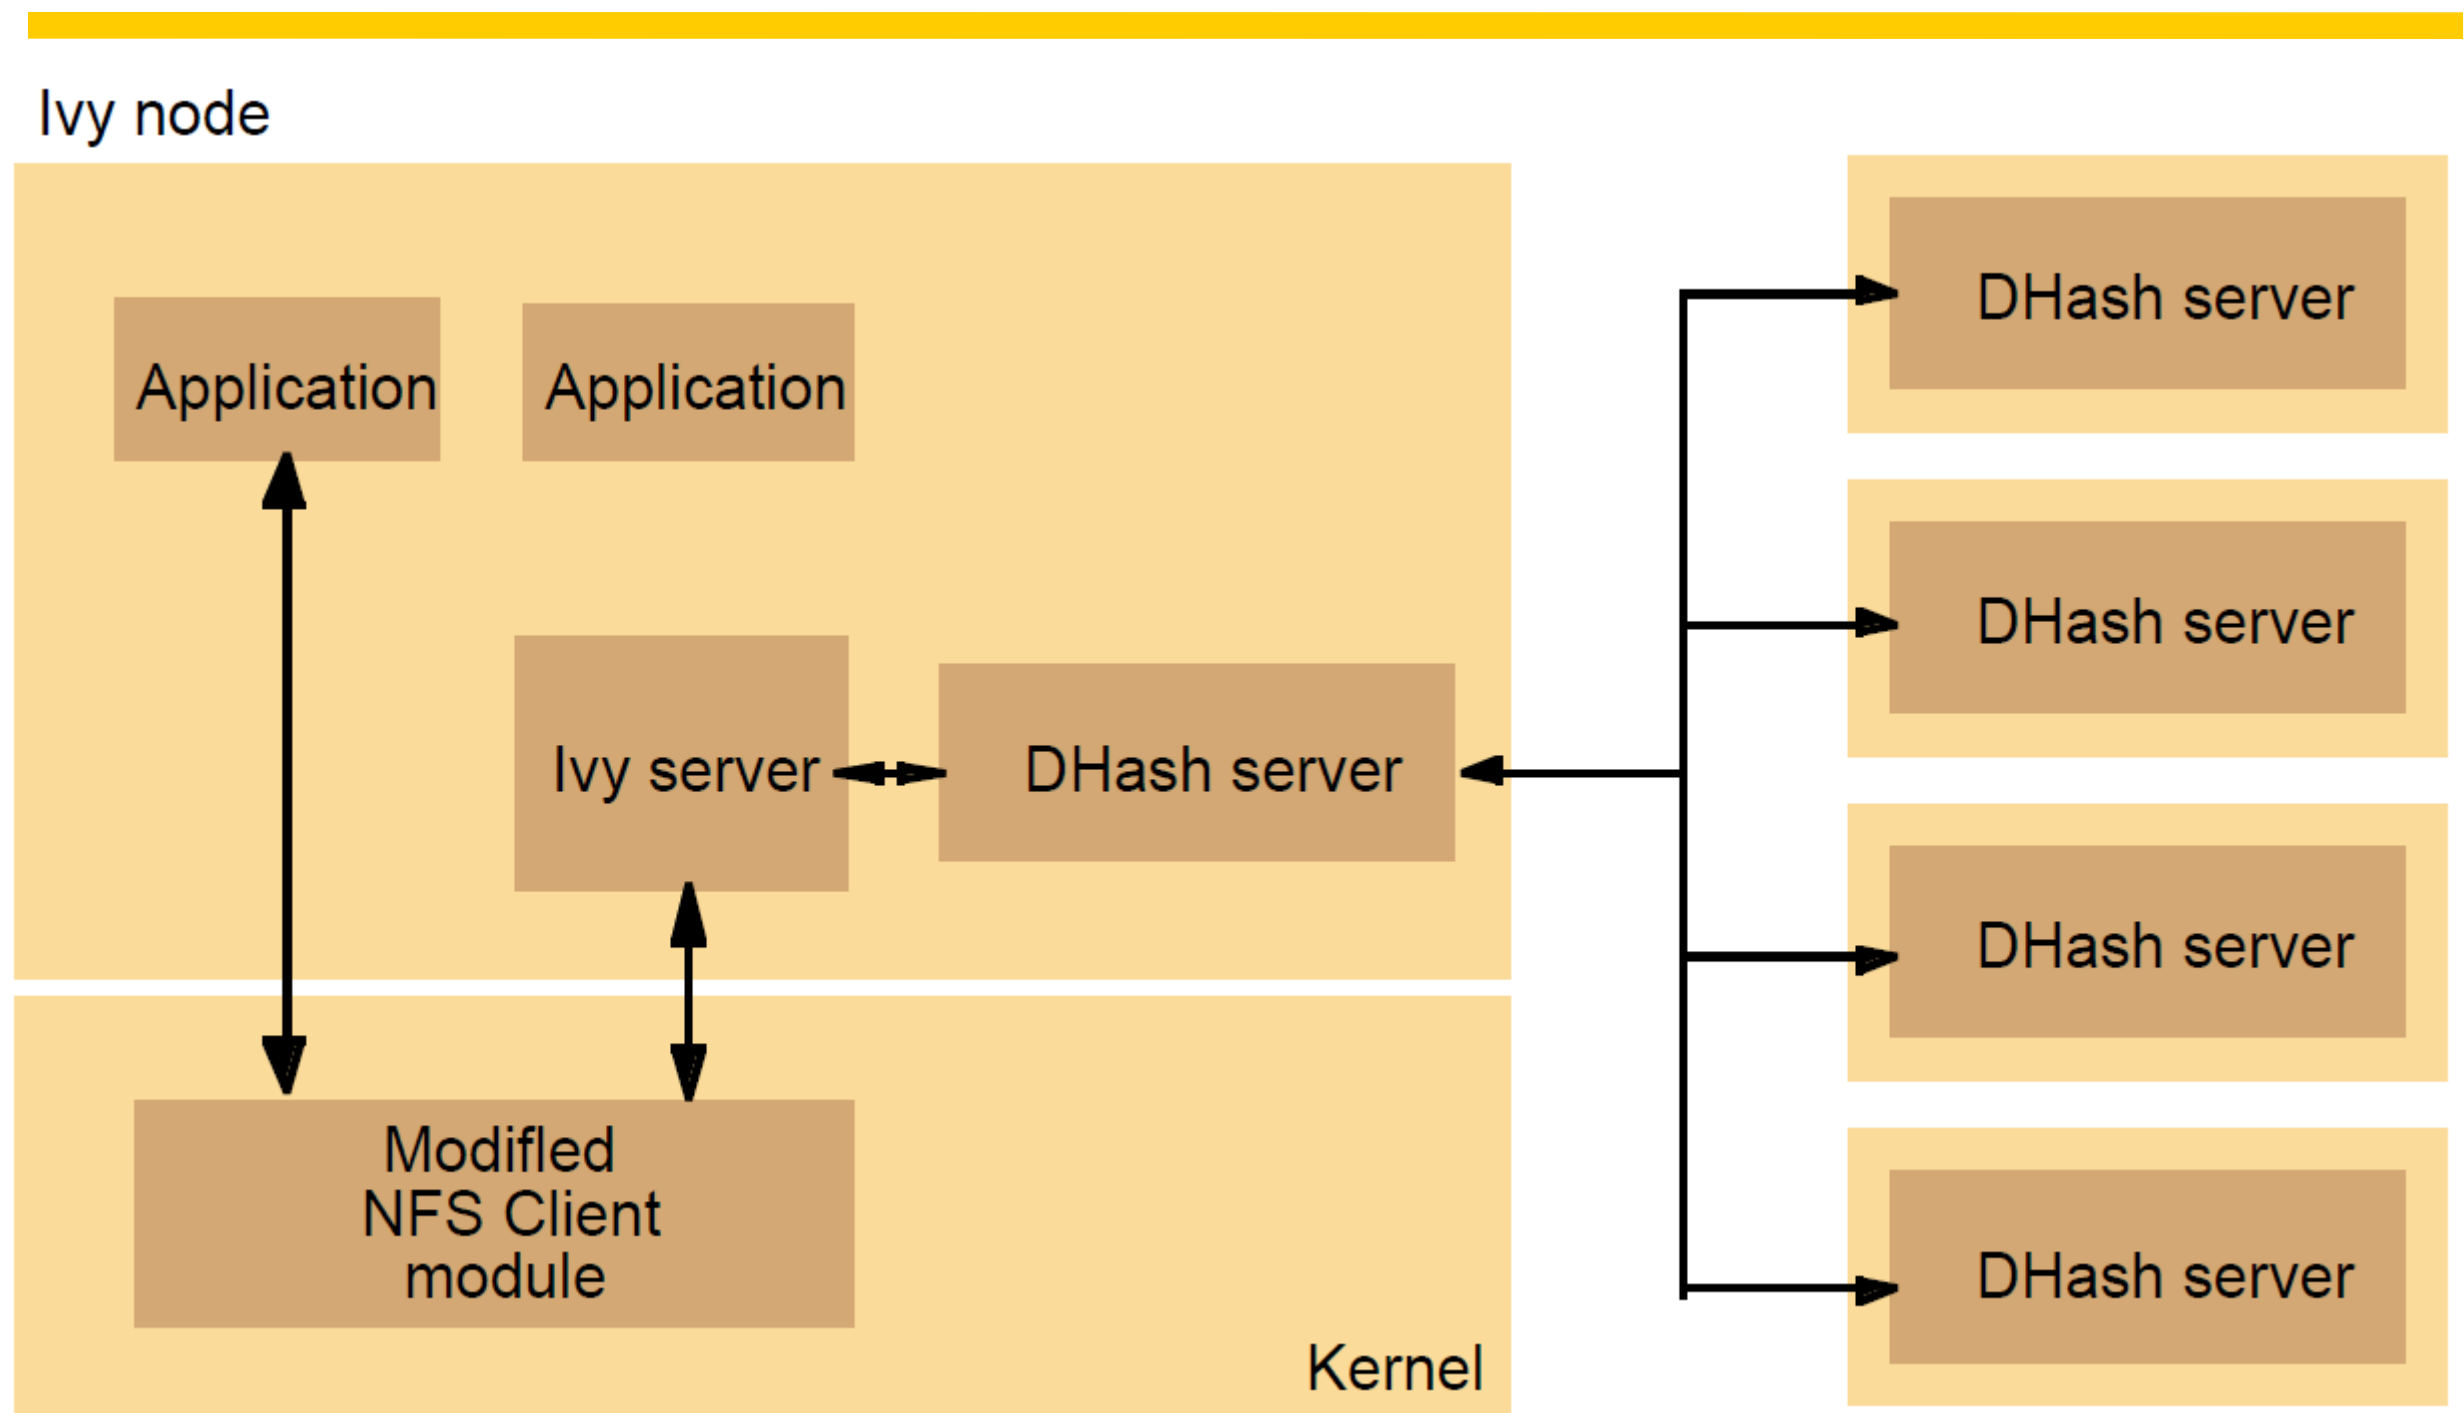 Ivy node
Application
Application
Ivy server
DHash server
Modifled
NFS Client
module
Kernel
DHash server
DHash server
DHash server
DHash server